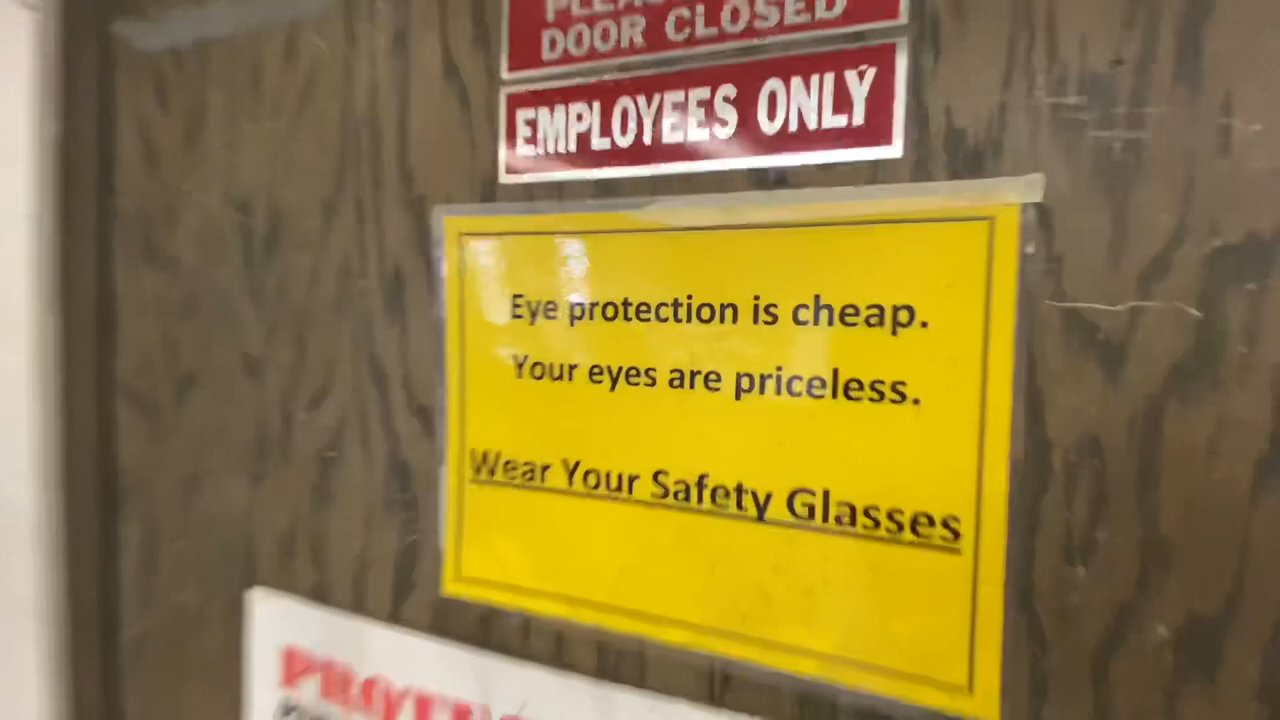 DOOR CLOSED
EMPLOYEES ONLY
Eye protection is cheap.
Your eyes are priceless.
Wear Your Safety Glasses